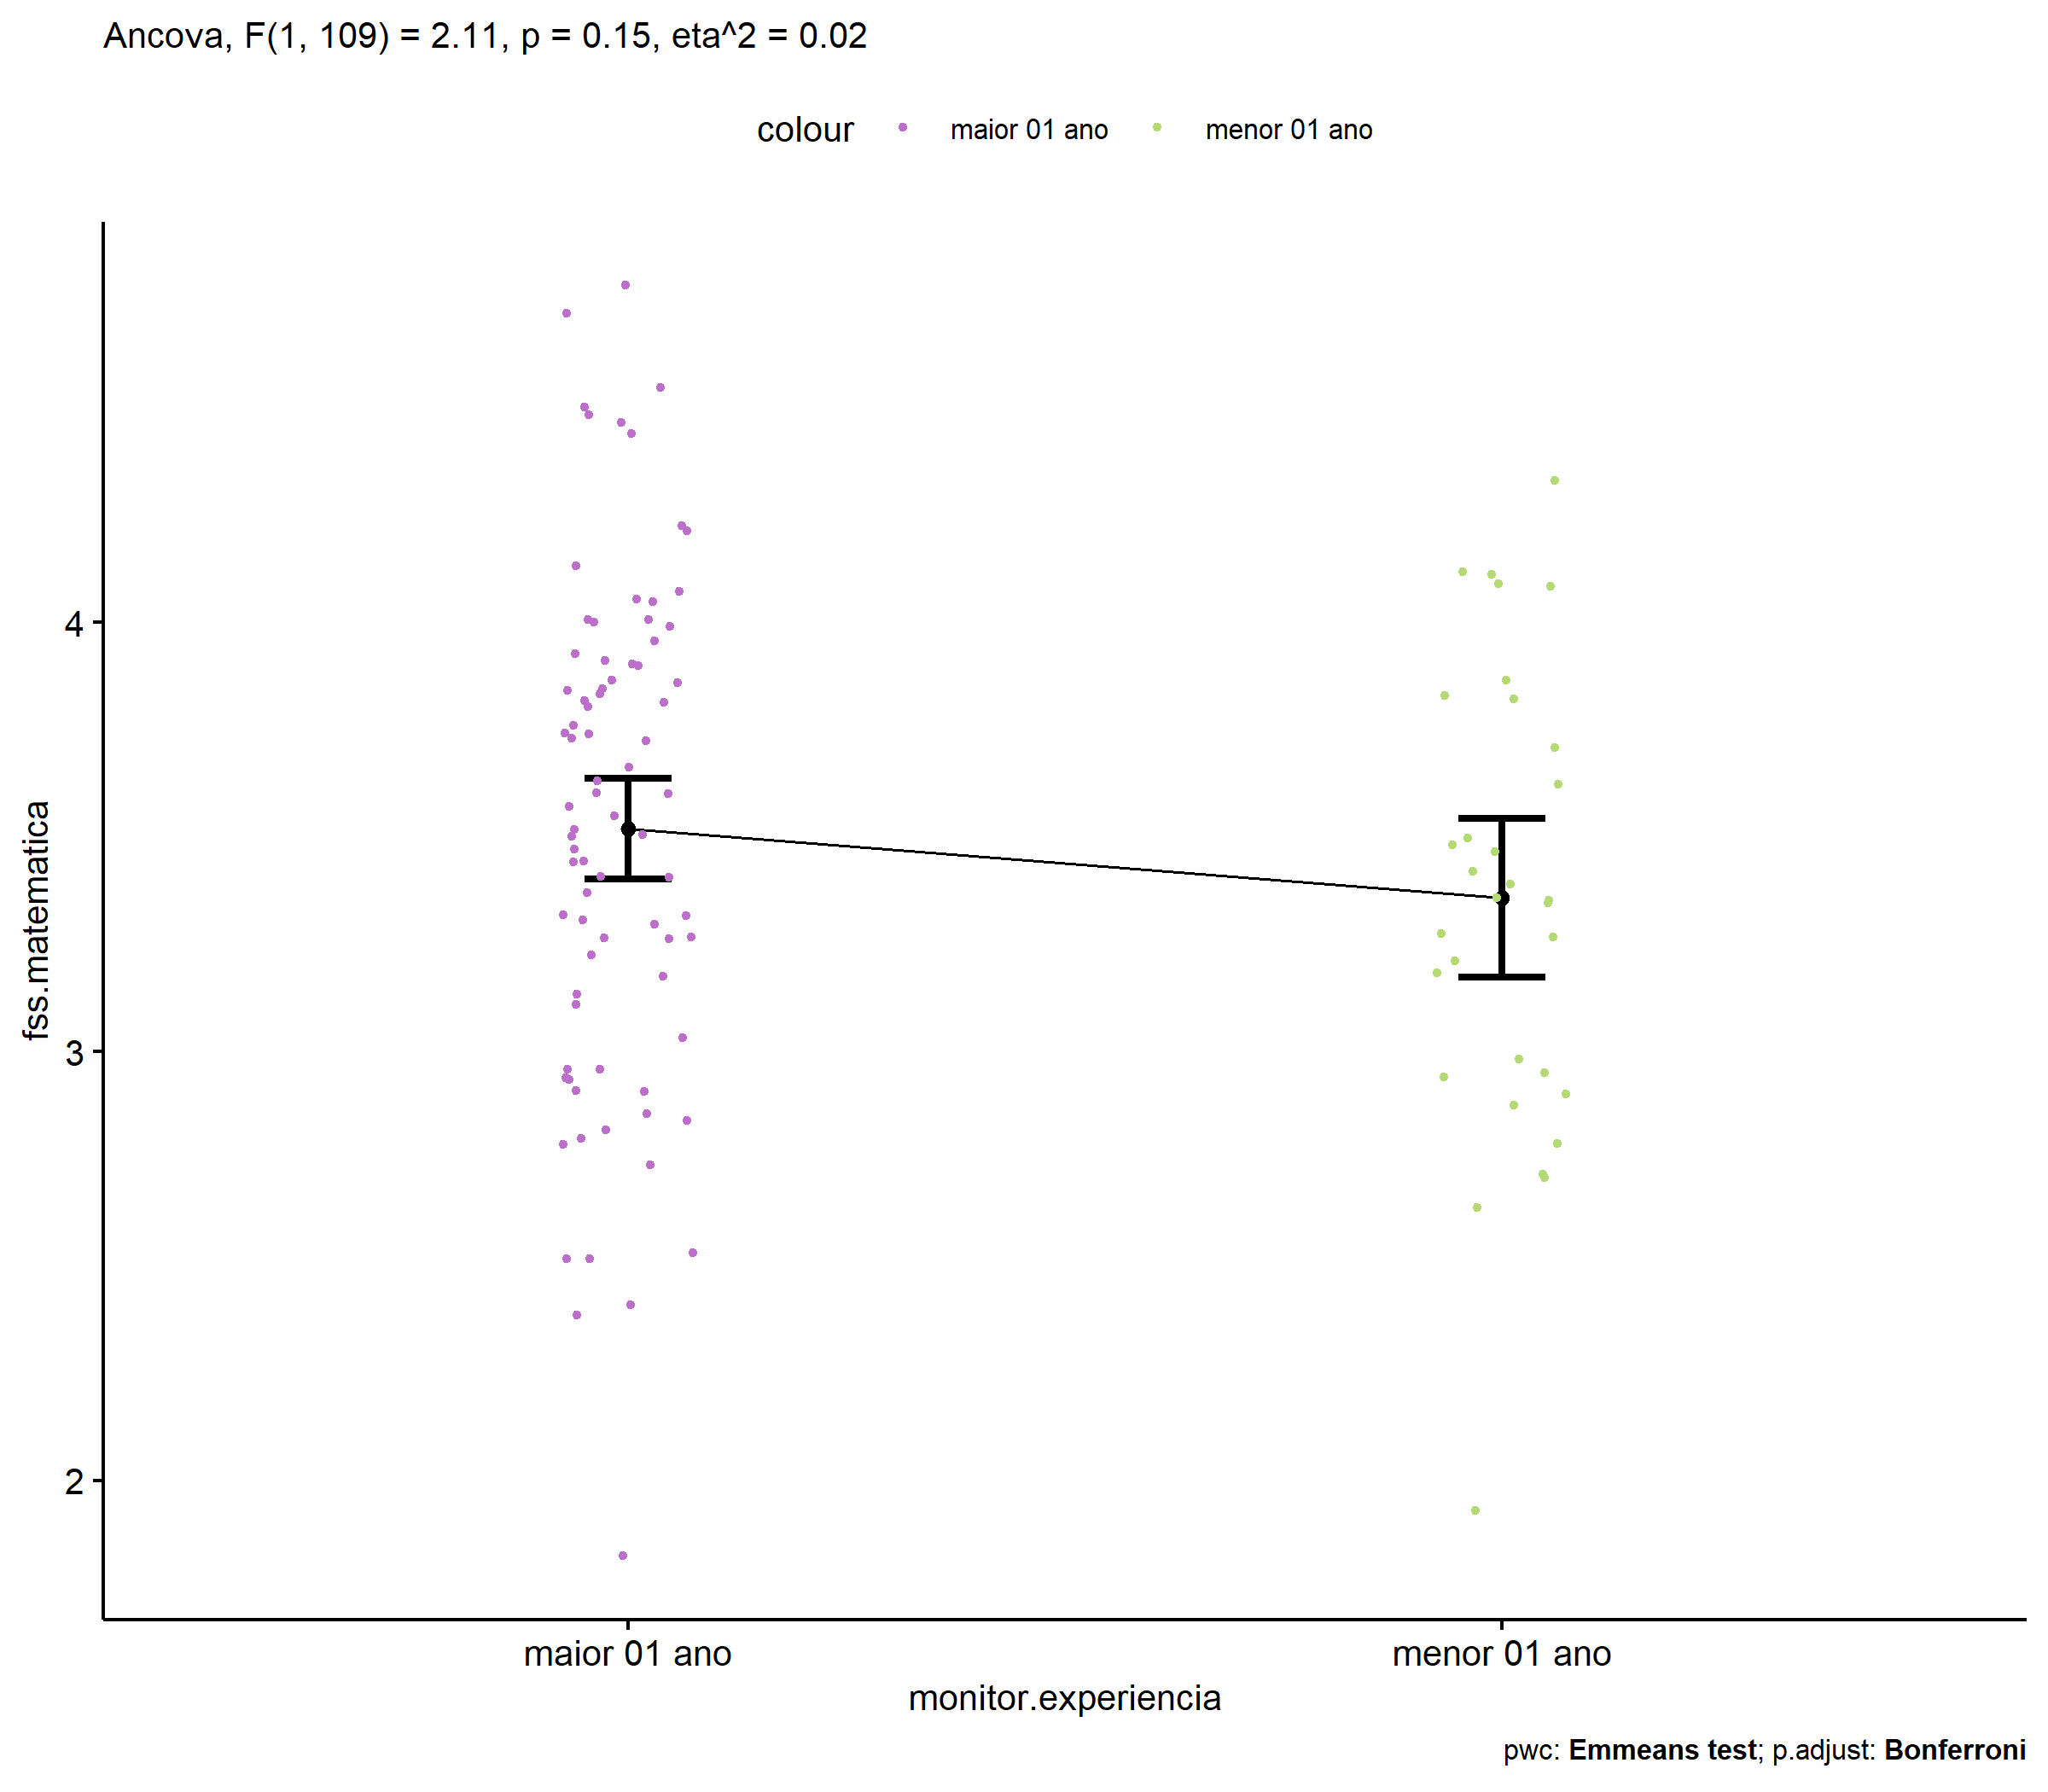 Ancova, F(1, 109) = 2.11, p = 0.15, eta^2 = 0.02
colour maior 01 ano menor 01 ano
fss.matematica
4
3
2
maior 01 ano menor 01 ano
monitor.experiencia
pwc: Emmeans test; p.adjust: Bonferroni